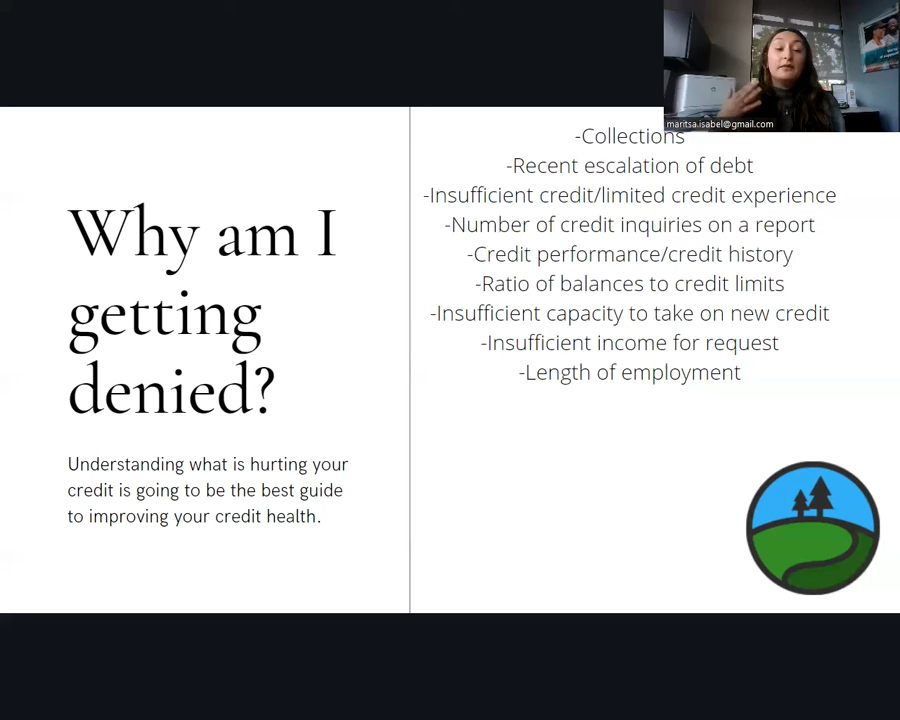 Why am I
getting
denied?
Understanding what is hurting your
credit is going to be the best guide
to improving your credit health.
maritsa.isabel@gmail.com
-Collections
-Recent escalation of debt
-Insufficient credit/limited credit experience
-Number of credit inquiries on a report
-Credit performance/credit history
-Ratio of balances to credit limits
-Insufficient capacity to take on new credit
-Insufficient income for request
-Length of employment